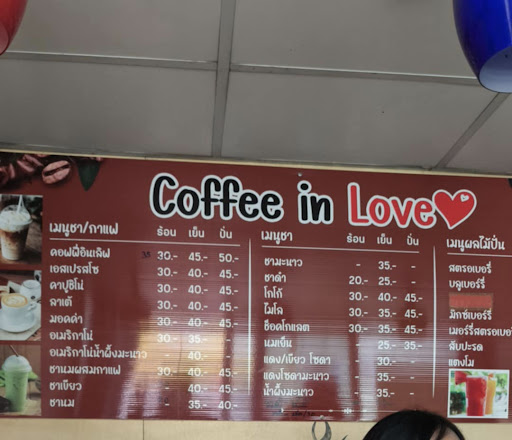 Coffee in Love
เมนูชา/กาแฟ ร้อน เย็น ปั่น
คอฟฟี่อินเลิฟ 35 30.- 45.- 50.-
เอสเปรสโซ 30.- 40.- 45.-
คาปูชิโน่ 30.- 40.- 45.-
ลาเต้ 30.- 40.- 45.-
มอคค่า 30.- 40.- 45.-
อเมริกาโน่ 30.- 35.- -
อเมริกาโน่น้ำผึ้งมะนาว - 40.- -
ชานมผสมกาแฟ 30.- 40.- 45.-
ชาเขียว - 40.- 45.-
ชานม - 35.- 40.-
เมนูชา ร้อน เย็น ปั่น
ชามะนาว - 35.- -
ชาดำ 20.- 25.- -
โกโก้ 30.- 40.- 45.-
ไมโล 30.- 35.- 45.-
ช็อคโกแลต 30.- 35.- 45.-
นมเย็น - 25.- 35.-
แดง/เขียว โซดา - 30.- -
แดงโซดามะนาว - 35.- -
น้ำผึ้งมะนาว - 35.- -
เมนูผลไม้ปั่น
สตรอเบอรี่
บลูเบอรี่
มิกซ์เบอร์รี่
เบอร์รี่สตรอเบ
สับปะรด
แตงโม